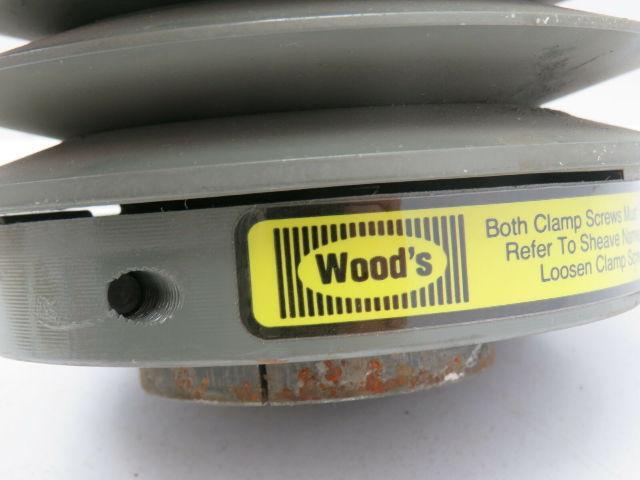 Wood's
Both Clamp Screws
Refer To Sheave
Loosen Clamp